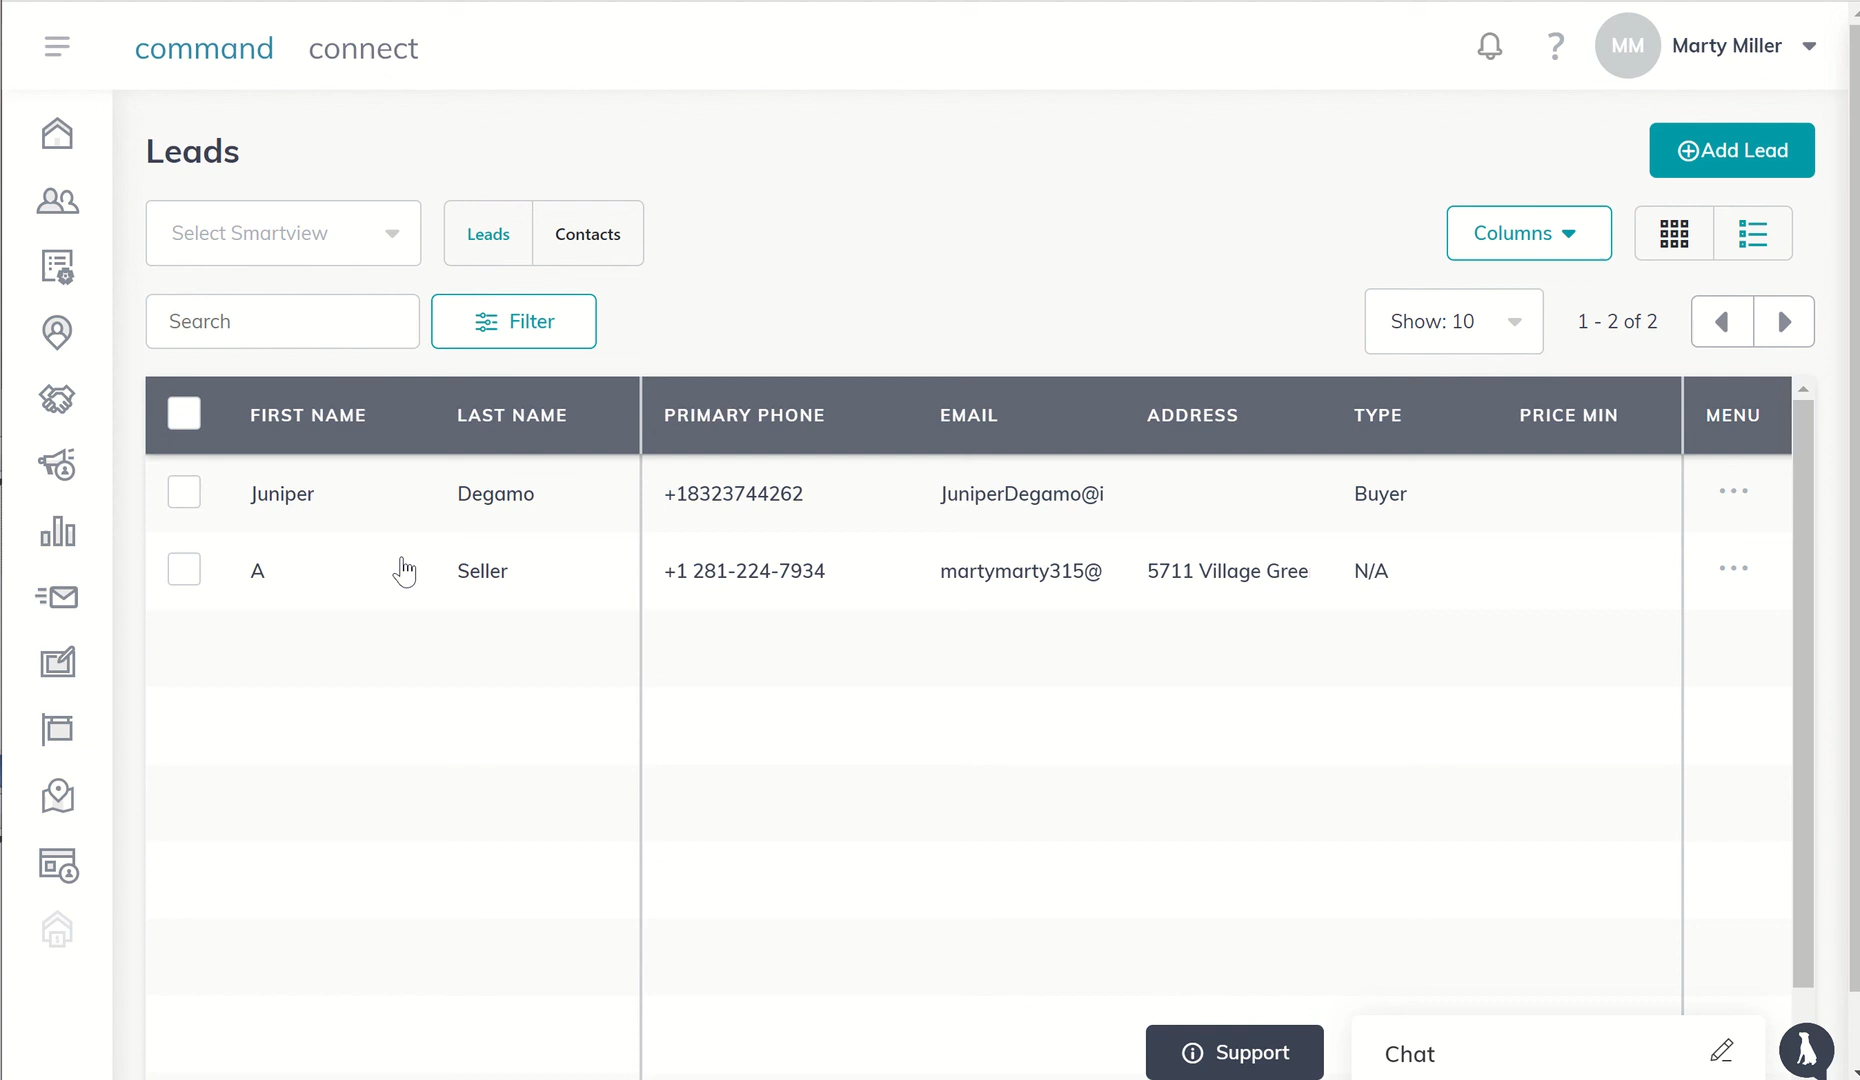 command connect
? MM Marty Miller
Leads
Add Lead
Select Smartview Leads Contacts
Columns
Search Filter
Show: 10 1 - 2 of 2
FIRST NAME LAST NAME PRIMARY PHONE EMAIL ADDRESS TYPE PRICE MIN MENU
Juniper Degamo +18323744262 JuniperDegamo@i Buyer ...
A Seller +1 281-224-7934 martymarty315@ 5711 Village Gree N/A ...
Support
Chat